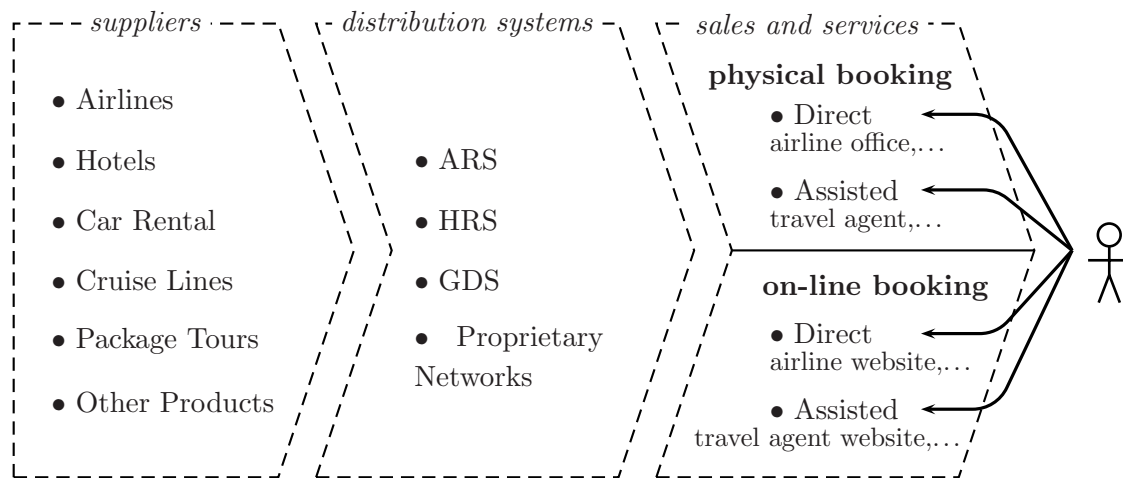 suppliers
• Airlines
• Hotels
• Car Rental
• Cruise Lines
• Package Tours
• Other Products
distribution systems
• ARS
• HRS
• GDS
• Proprietary
Networks
sales and services
physical booking
• Direct
airline office,...
• Assisted
travel agent,...
on-line booking
• Direct
airline website,...
• Assisted
travel agent website,...